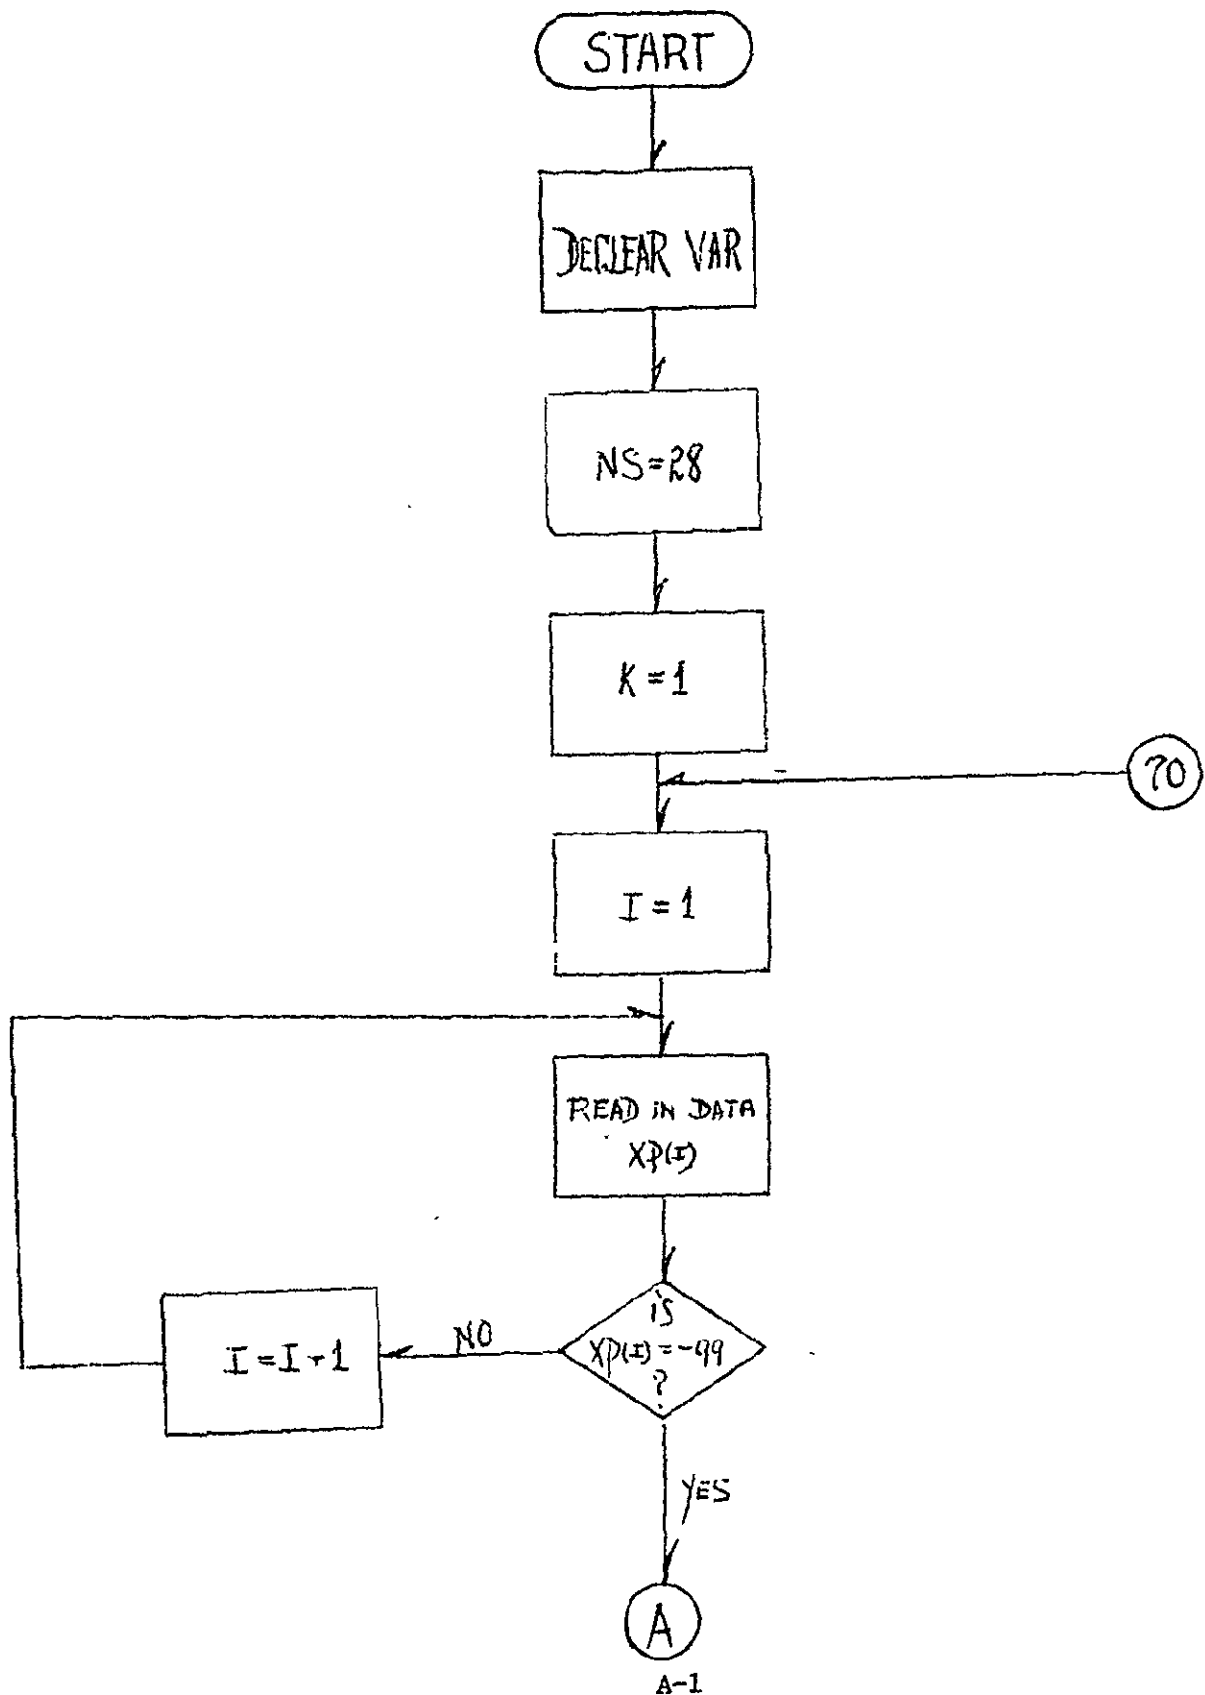 START
DECLEAR VAR
NS=28
K=1
70
I=1
READ IN DATA
XP(I)
I=I+1
NO
IS
XP(I)=-99
?
YES
A
A-1